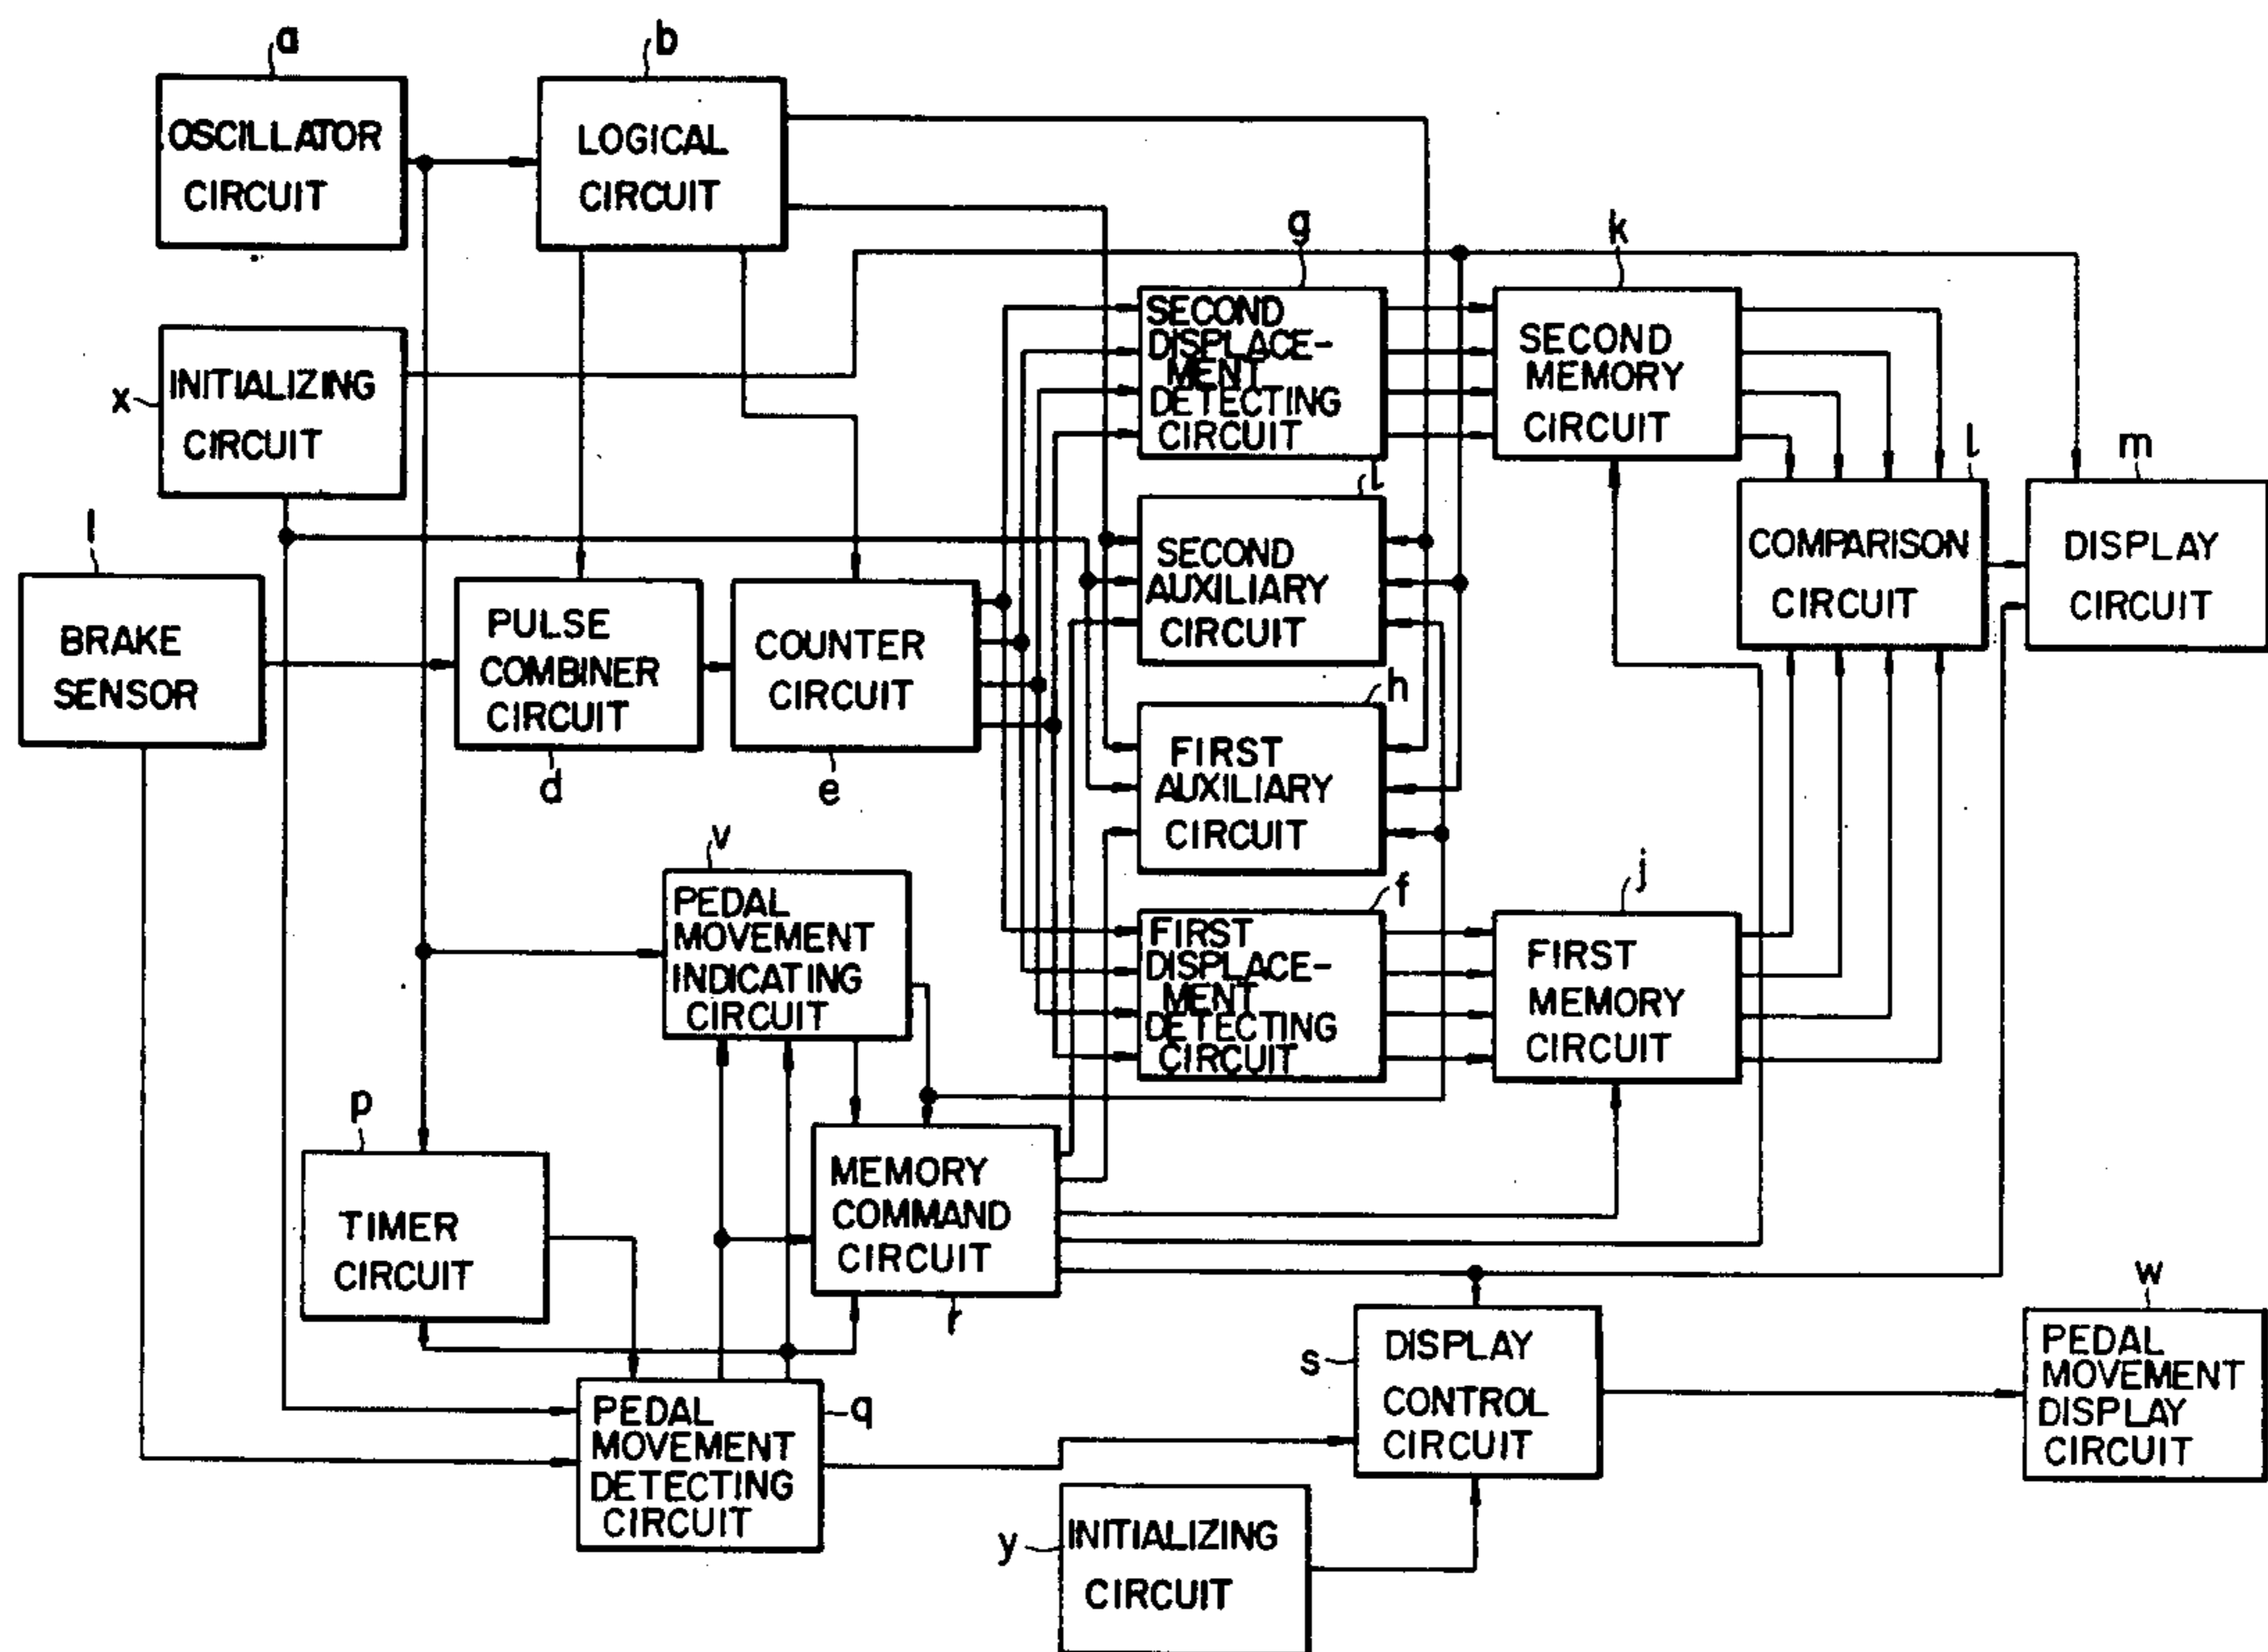 a
OSCILLATOR
CIRCUIT
b
LOGICAL
CIRCUIT
x
INITIALIZING
CIRCUIT
g
SECOND
DISPLACE-
MENT
DETECTING
CIRCUIT
k
SECOND
MEMORY
CIRCUIT
l
COMPARISON
CIRCUIT
m
DISPLAY
CIRCUIT
1
BRAKE
SENSOR
PULSE
COMBINER
CIRCUIT
d
COUNTER
CIRCUIT
e
i
SECOND
AUXILIARY
CIRCUIT
h
FIRST
AUXILIARY
CIRCUIT
v
PEDAL
MOVEMENT
INDICATING
CIRCUIT
f
FIRST
DISPLACE-
MENT
DETECTING
CIRCUIT
j
FIRST
MEMORY
CIRCUIT
p
TIMER
CIRCUIT
MEMORY
COMMAND
CIRCUIT
r
q
PEDAL
MOVEMENT
DETECTING
CIRCUIT
s
DISPLAY
CONTROL
CIRCUIT
w
PEDAL
MOVEMENT
DISPLAY
CIRCUIT
y
INITIALIZING
CIRCUIT